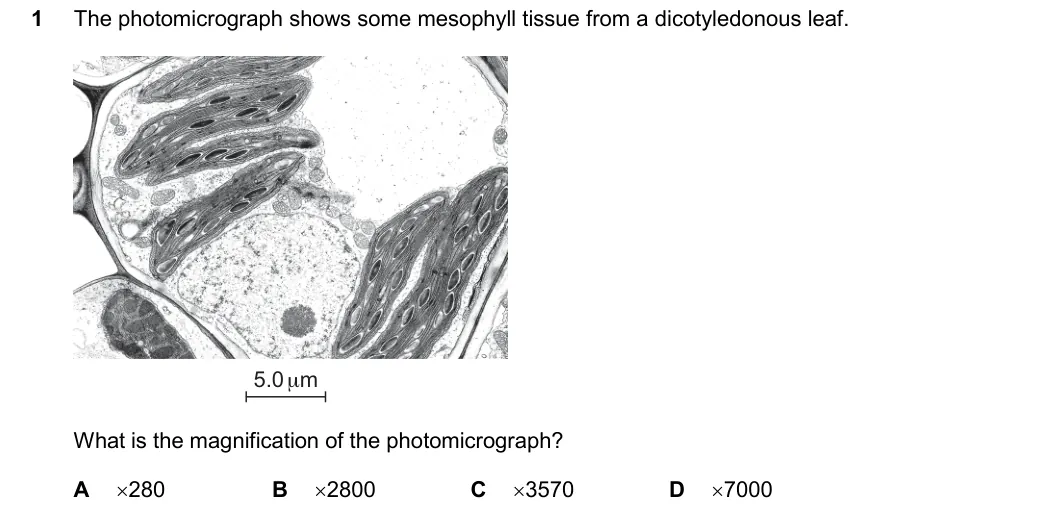 1 The photomicrograph shows some mesophyll tissue from a dicotyledonous leaf.
5.0 μm
What is the magnification of the photomicrograph?
A ×280 B ×2800 C ×3570 D ×7000